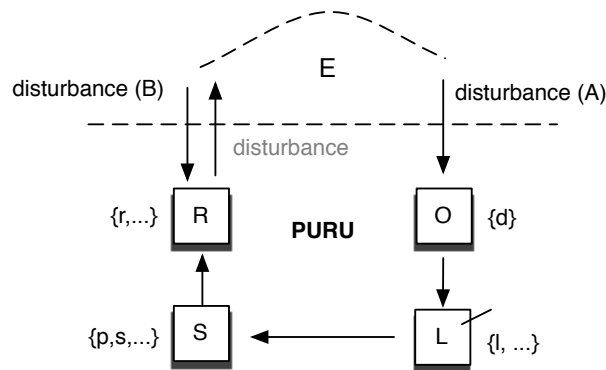 E
disturbance (B)
disturbance (A)
disturbance
{r,...}
R
PURU
O
{d}
{p,s,...}
S
L
{l, ...}